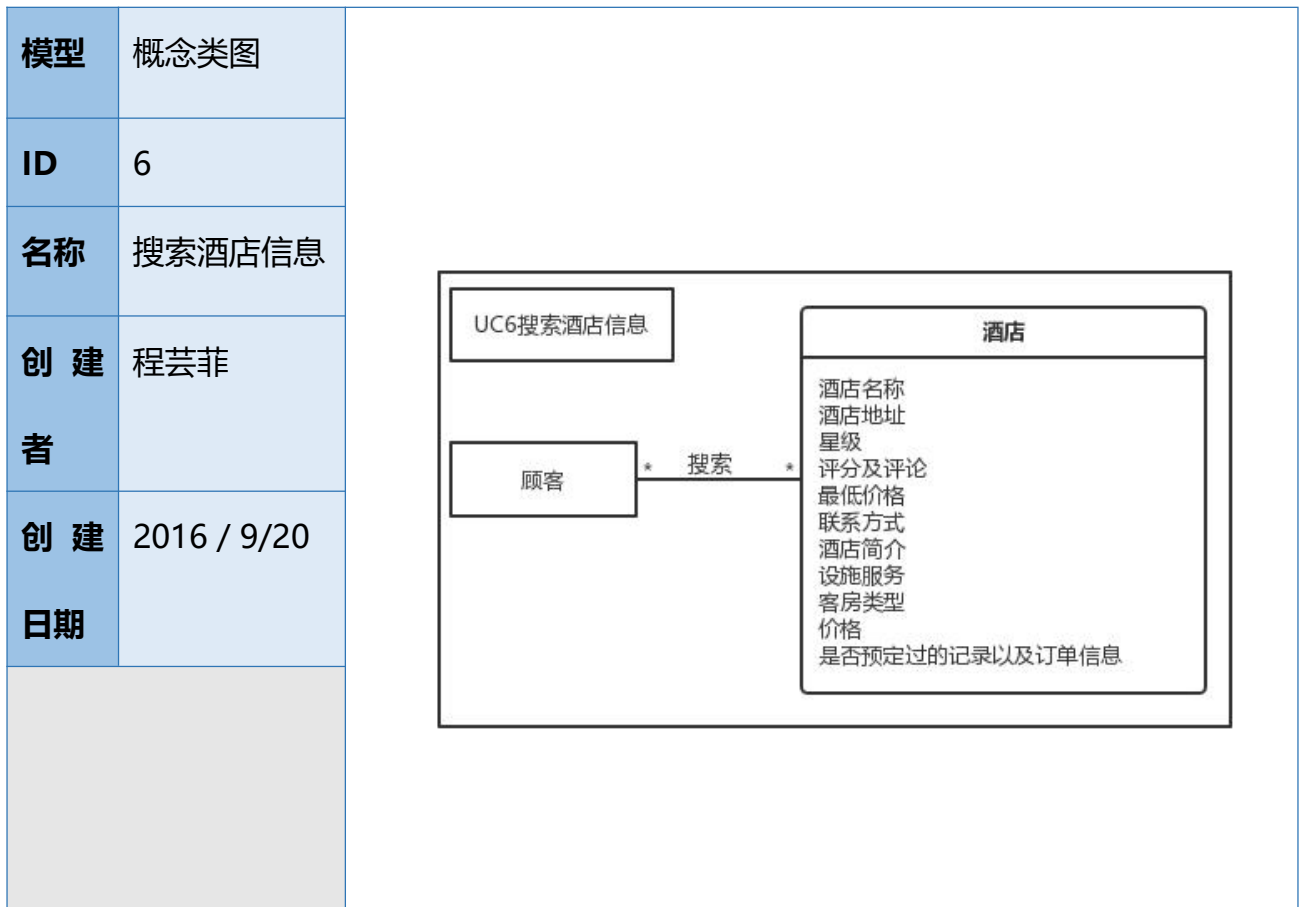 模型 概念类图
ID 6
名称 搜索酒店信息
创 建
者
程芸菲
创 建
日期
2016 / 9/20
UC6搜索酒店信息
顾客
* 搜索 *
酒店
酒店名称
酒店地址
星级
评分及评论
最低价格
联系方式
酒店简介
设施服务
客房类型
价格
是否预定过的记录以及订单信息